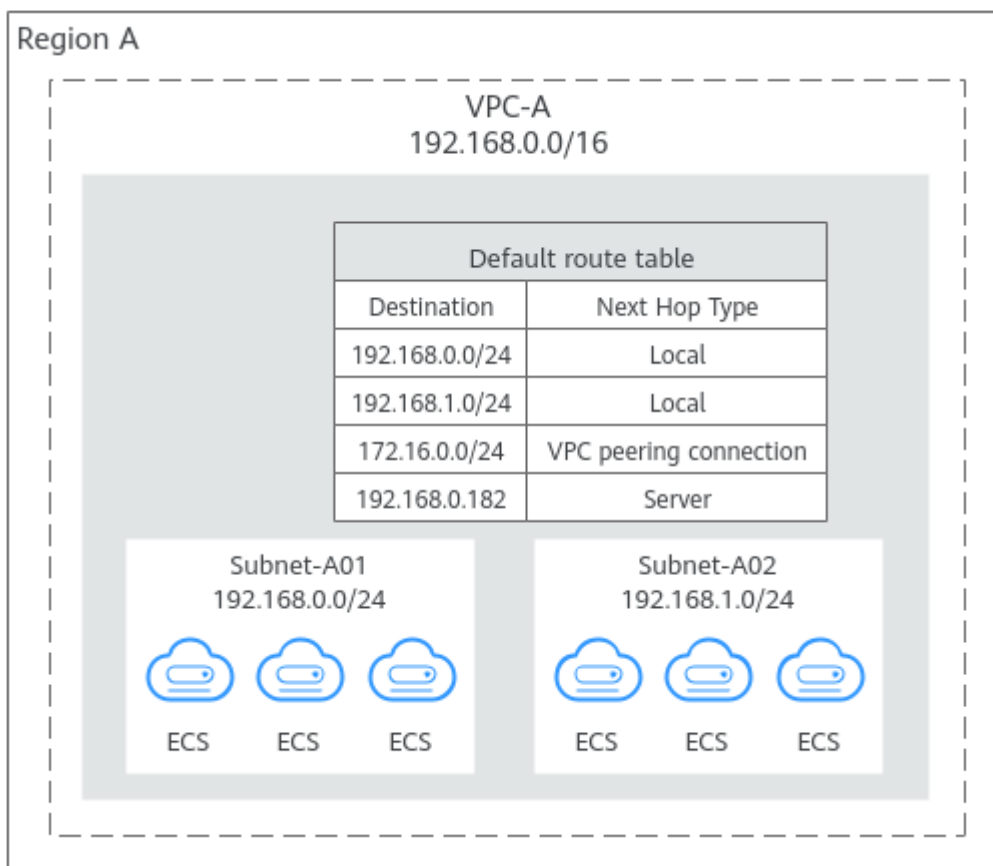 Region A
VPC-A
192.168.0.0/16
Default route table
Destination Next Hop Type
192.168.0.0/24 Local
192.168.1.0/24 Local
172.16.0.0/24 VPC peering connection
192.168.0.182 Server
Subnet-A01
192.168.0.0/24
ECS ECS ECS
Subnet-A02
192.168.1.0/24
ECS ECS ECS